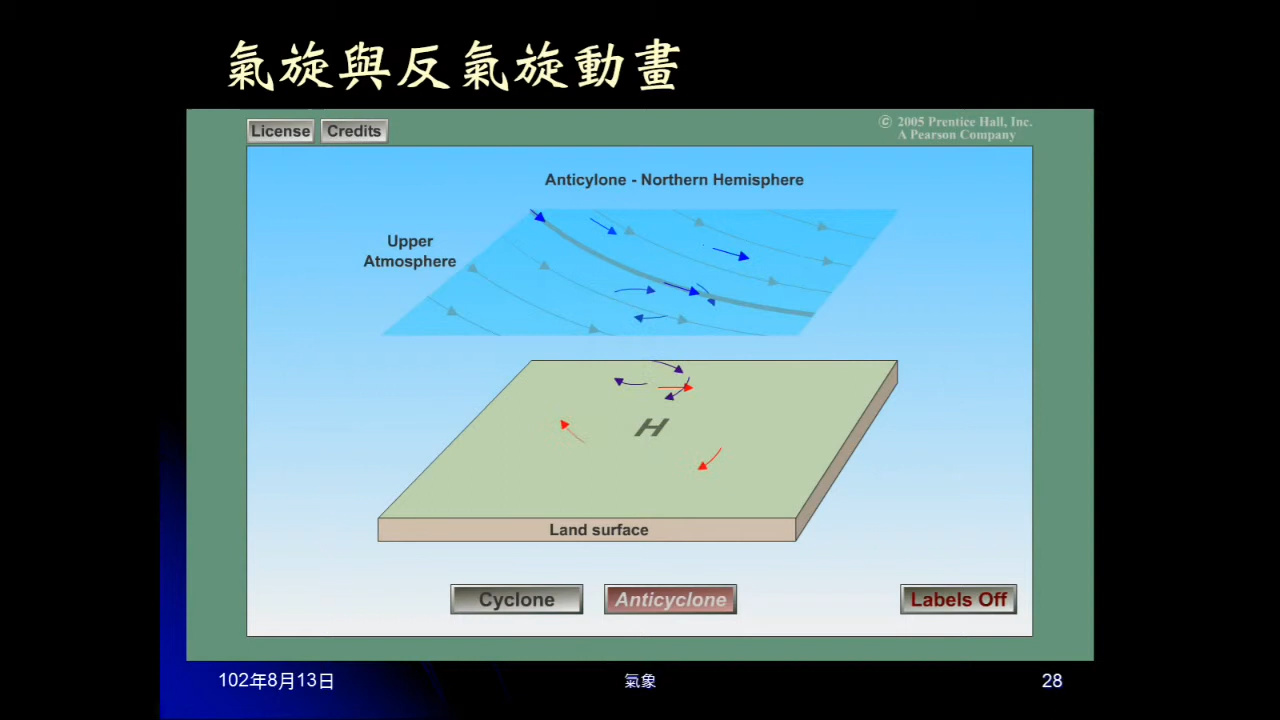 氣旋與反氣旋動畫
License Credits
© 2005 Prentice Hall, Inc.
A Pearson Company
Anticylone - Northern Hemisphere
Upper
Atmosphere
H
Land surface
Cyclone Anticyclone Labels Off
102年8月13日 氣象 28